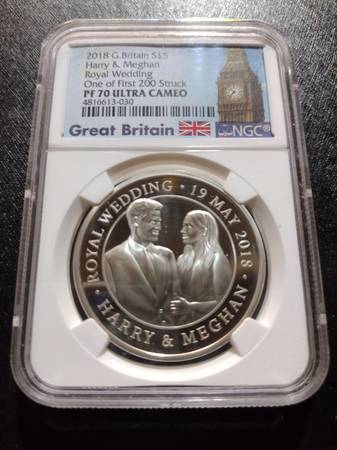 2018 G.Britain S£5
Harry & Meghan
Royal Wedding
One of First 200 Struck
PF 70 ULTRA CAMEO
4816613-030
Great Britain NGC®
ROYAL WEDDING • 19 MAY 2018 •
HARRY & MEGHAN